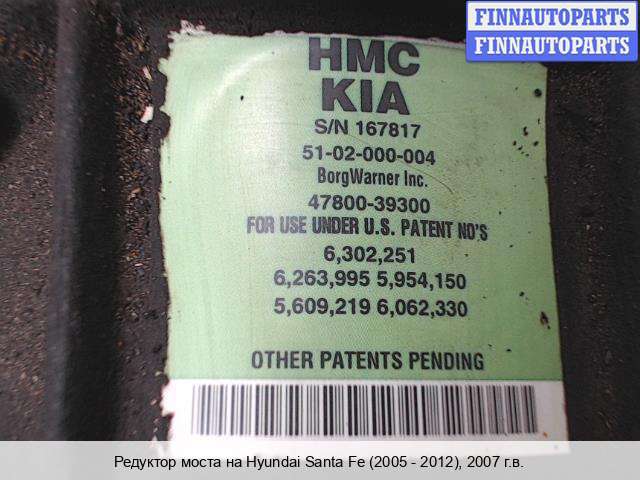 FINNAUTOPARTS
FINNAUTOPARTS
HMC
KIA
S/N 167817
51-02-000-004
BorgWarner Inc.
47800-39300
FOR USE UNDER U.S. PATENT NO'S
6,302,251
6,263,995 5,954,150
5,609,219 6,062,330
OTHER PATENTS PENDING
Редуктор моста на Hyundai Santa Fe (2005 - 2012), 2007 г.в.